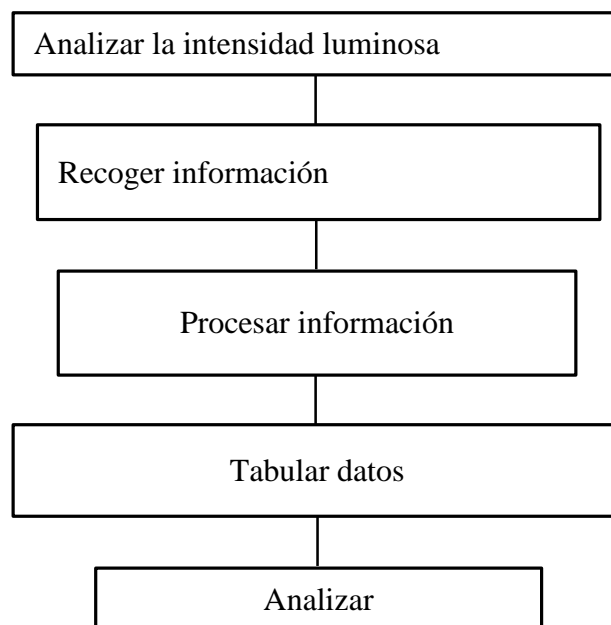 Analizar la intensidad luminosa
Recoger información
Procesar información
Tabular datos
Analizar